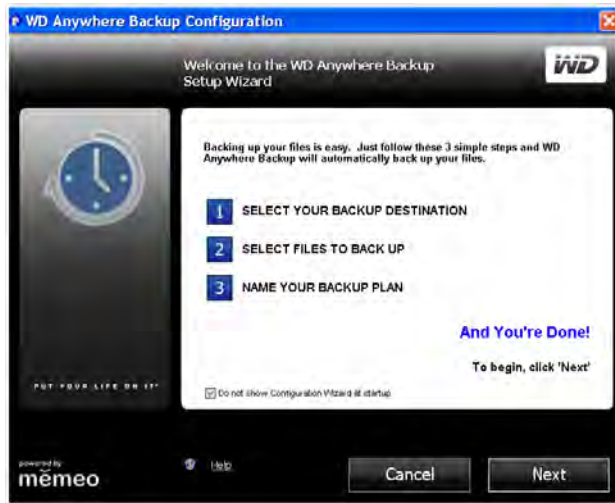 WD Anywhere Backup Configuration
Welcome to the WD Anywhere Backup
Setup Wizard
WD
Backing up your files is easy. Just follow these 3 simple steps and WD
Anywhere Backup will automatically back up your files.
1 SELECT YOUR BACKUP DESTINATION
2 SELECT FILES TO BACK UP
3 NAME YOUR BACKUP PLAN
And You're Done!
To begin, click 'Next'
PUT YOUR LIFE ON IT
Do not show Configuration Wizard at startup
powered by
mĕmeo
Help
Cancel
Next